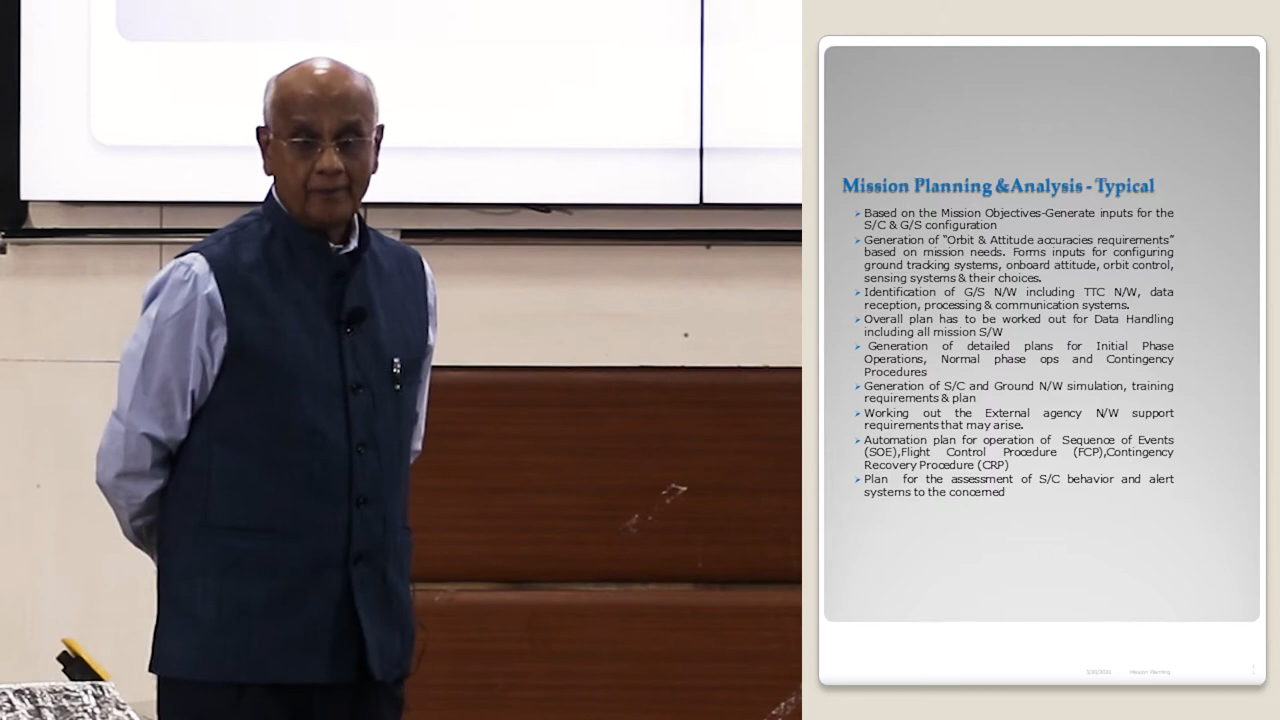 Mission Planning &Analysis - Typical
Based on the Mission Objectives-Generate inputs for the
S/C & G/S configuration
Generation of "Orbit & Attitude accuracies requirements"
based on mission needs. Forms inputs for configuring
ground tracking systems, onboard attitude, orbit control,
sensing systems & their choices.
Identification of G/S N/W including TTC N/W, data
reception, processing & communication systems.
Overall plan has to be worked out for Data Handling
including all mission S/W
Generation of detailed plans for Initial Phase
Operations, Normal phase ops and Contingency
Procedures
Generation of S/C and Ground N/W simulation, training
requirements & plan
Working out the External agency N/W support
requirements that may arise.
Automation plan for operation of Sequence of Events
(SOE),Flight Control Procedure (FCP),Contingency
Recovery Procedure (CRP)
Plan for the assessment of S/C behavior and alert
systems to the concerned
Mission Planning